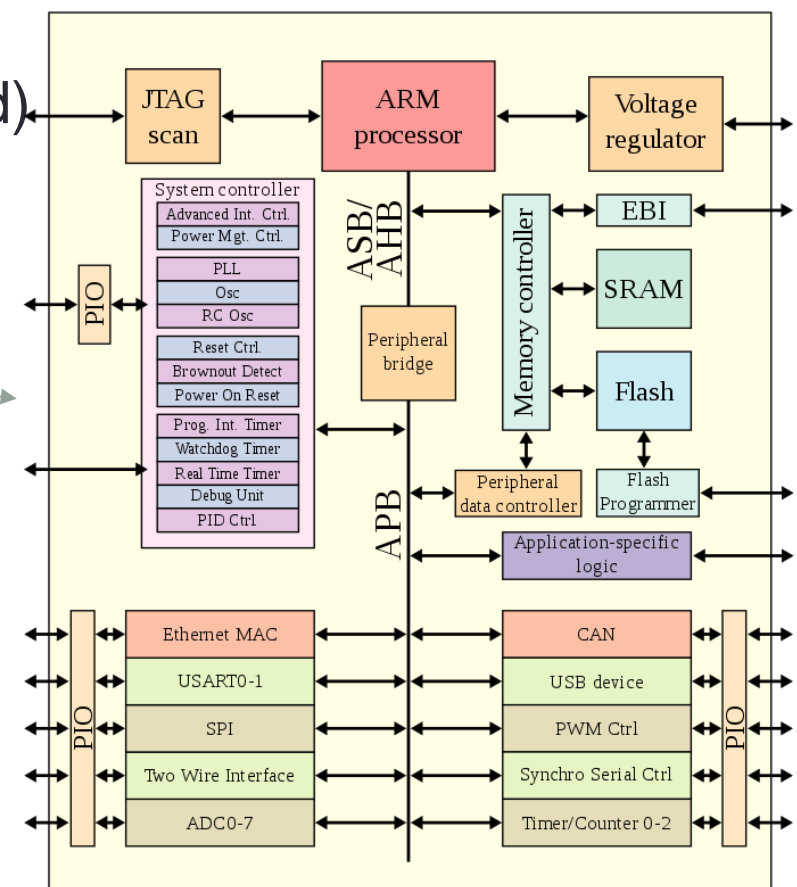 d)
JTAG
scan
ARM
processor
Voltage
regulator
System controller
Advanced Int. Ctrl.
Power Mgt. Ctrl.
PLL
Osc
RC Osc
Reset Ctrl.
Brownout Detect
Power On Reset
Prog. Int. Timer
Watchdog Timer
Real Time Timer
Debug Unit
PID Ctrl.
PIO
ASB/
AHB
Peripheral
bridge
APB
Memory controller
EBI
SRAM
Flash
Peripheral
data controller
Flash
Programmer
Application-specific
logic
PIO
Ethernet MAC
USART0-1
SPI
Two Wire Interface
ADC0-7
CAN
USB device
PWM Ctrl
Synchro Serial Ctrl
Timer/Counter 0-2
PIO